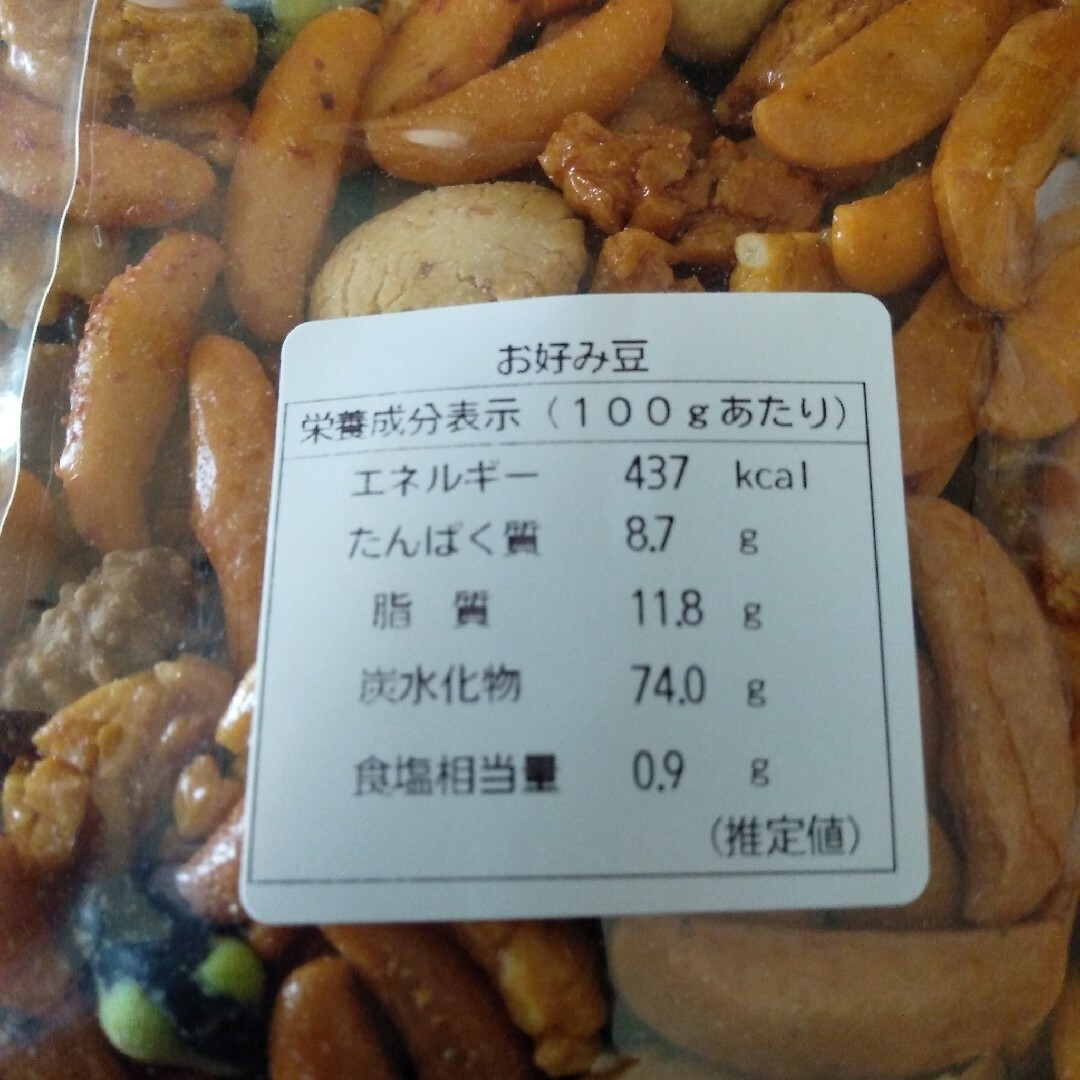 お好み豆
栄養成分表示（１００ｇあたり）
エネルギー 437 kcal
たんぱく質 8.7 g
脂　質 11.8 g
炭水化物 74.0 g
食塩相当量 0.9 g
（推定値）